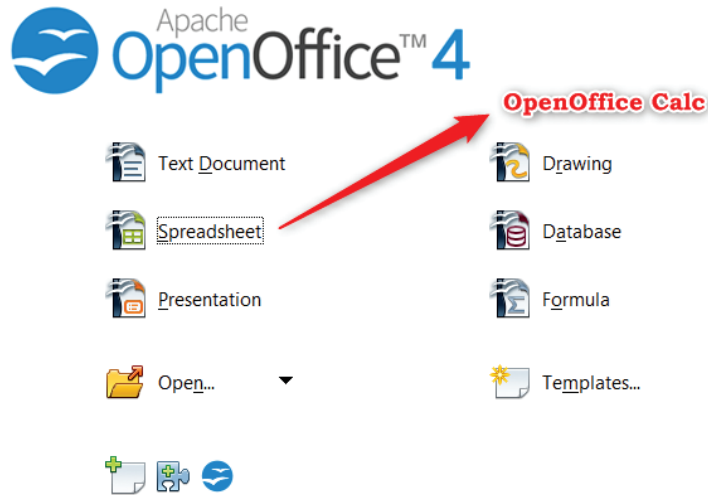 Apache
OpenOffice™ 4
OpenOffice Calc
Text Document
Drawing
Spreadsheet
Database
Presentation
Formula
Open...
Templates...